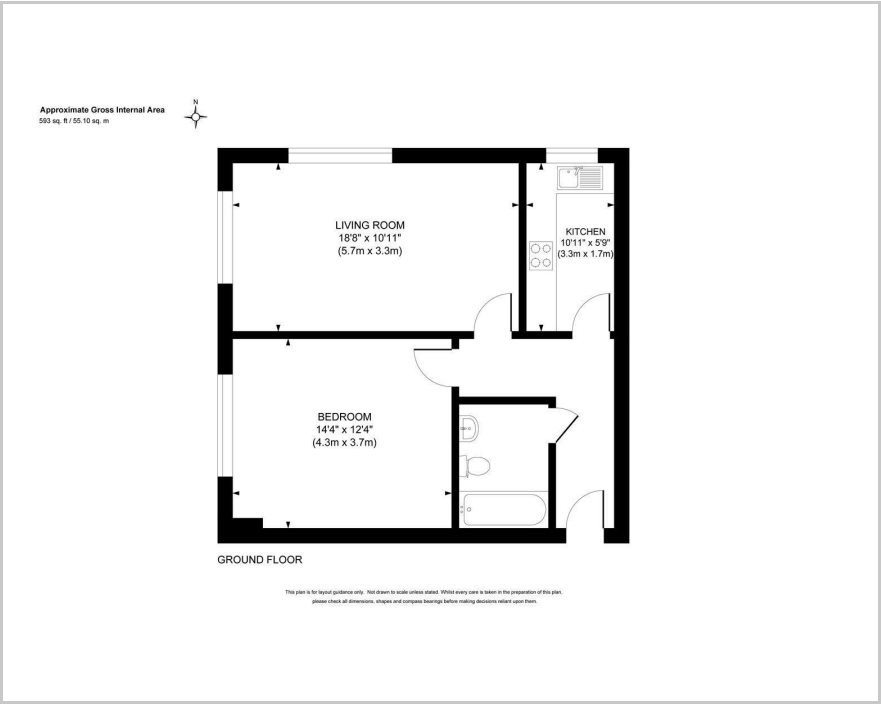 N
Approximate Gross Internal Area
593 sq. ft / 55.10 sq. m
LIVING ROOM
18'8" x 10'11"
(5.7m x 3.3m)
KITCHEN
10'11" x 5'9"
(3.3m x 1.7m)
BEDROOM
14'4" x 12'4"
(4.3m x 3.7m)
GROUND FLOOR
This plan is for layout guidance only. Not drawn to scale unless stated. Whilst every care is taken in the preparation of this plan,
please check all dimensions, shapes and compass bearings before making decisions reliant upon them.